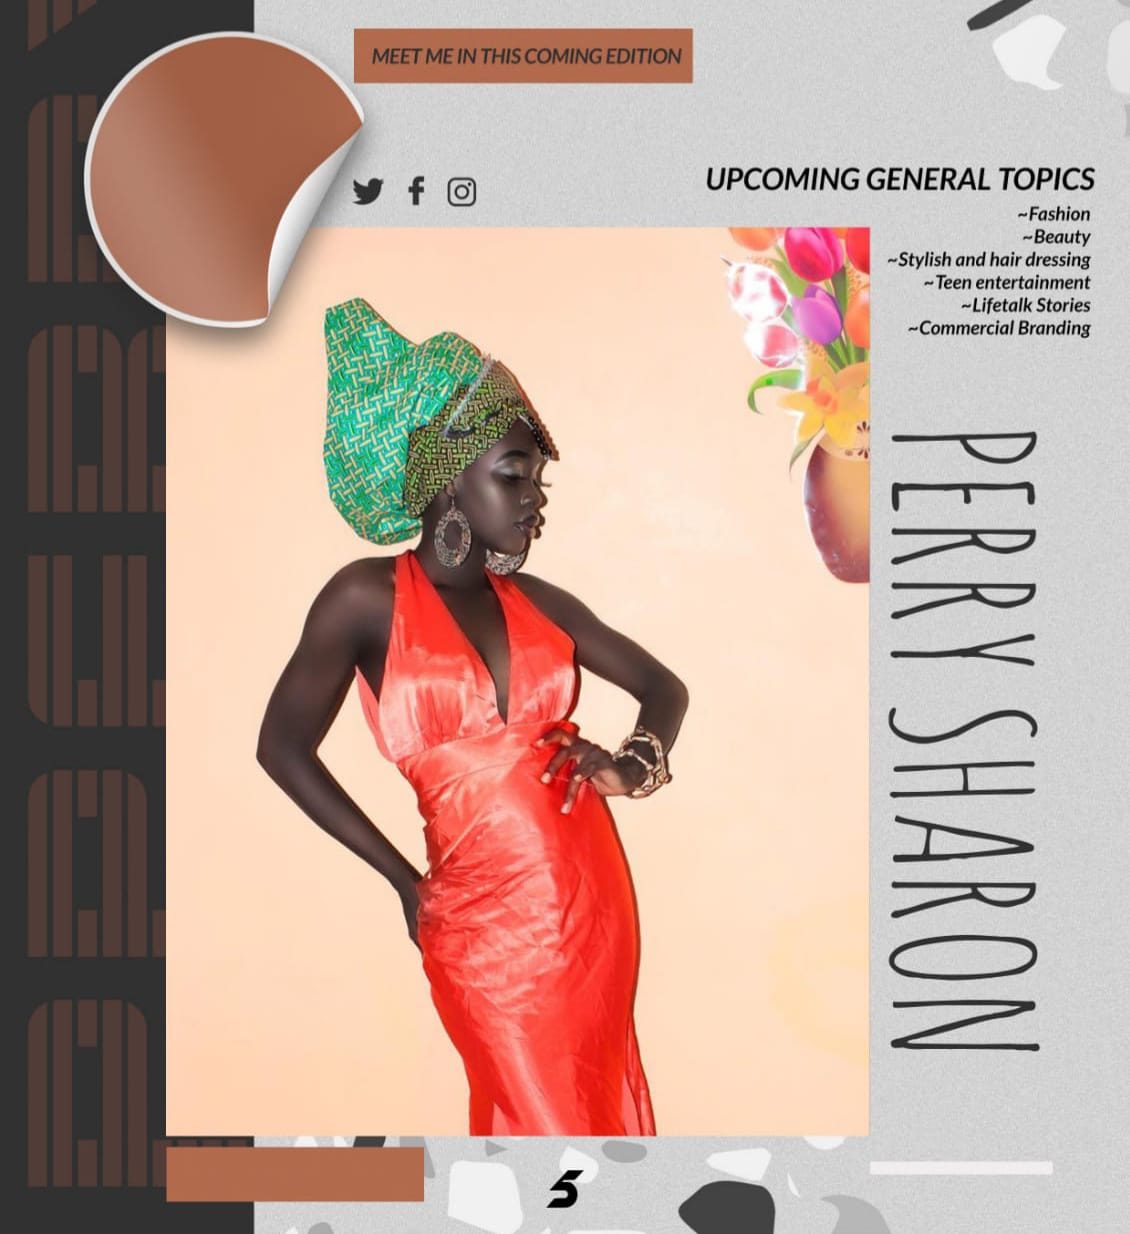 MEET ME IN THIS COMING EDITION
UPCOMING GENERAL TOPICS
~Fashion
~Beauty
~Stylish and hair dressing
~Teen entertainment
~Lifetalk Stories
~Commercial Branding
PERRY SHARON
5